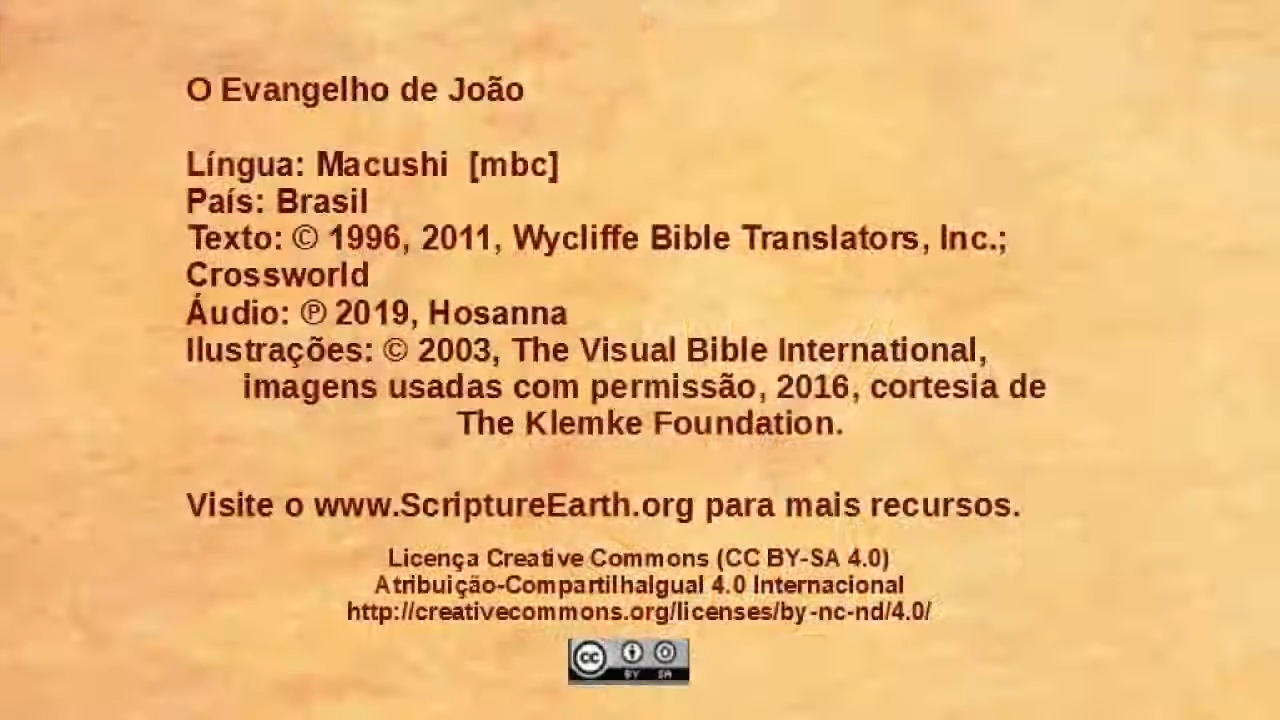 O Evangelho de João
Língua: Macushi [mbc]
País: Brasil
Texto: © 1996, 2011, Wycliffe Bible Translators, Inc.;
Crossworld
Áudio: ℗ 2019, Hosanna
Ilustrações: © 2003, The Visual Bible International,
imagens usadas com permissão, 2016, cortesia de
The Klemke Foundation.
Visite o www.ScriptureEarth.org para mais recursos.
Licença Creative Commons (CC BY-SA 4.0)
Atribuição-CompartilhaIgual 4.0 Internacional
http://creativecommons.org/licenses/by-nc-nd/4.0/
cc BY SA